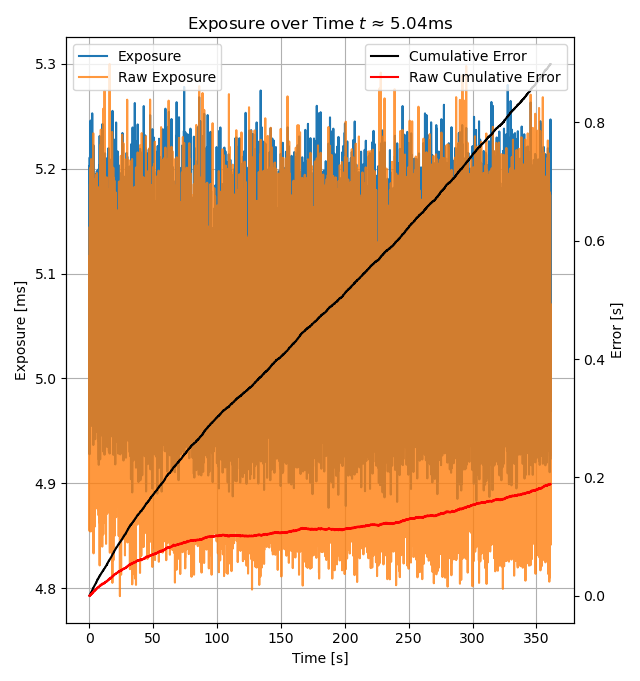 Exposure over Time t ≈ 5.04ms
Exposure
Raw Exposure
Cumulative Error
Raw Cumulative Error
5.3
5.2
5.1
5.0
4.9
4.8
Exposure [ms]
0.8
0.6
0.4
0.2
0.0
Error [s]
0 50 100 150 200 250 300 350
Time [s]